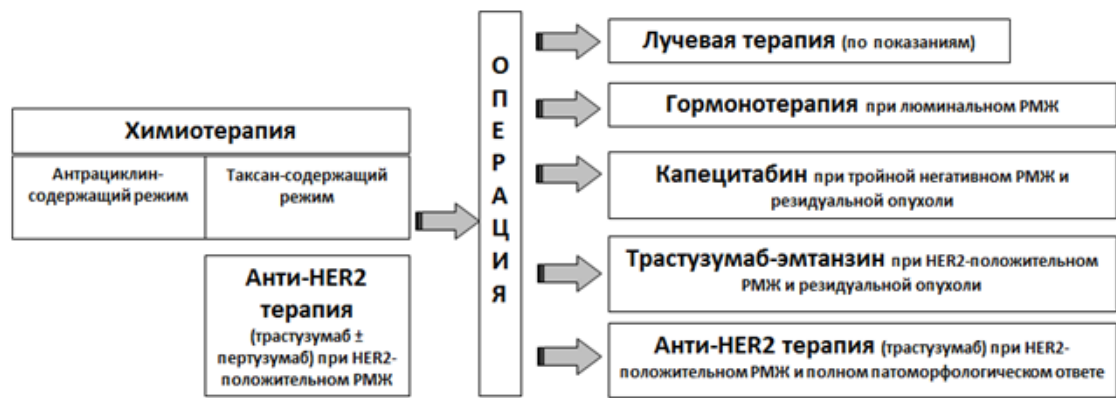 Химиотерапия
Антрациклин-
содержащий режим
Таксан-содержащий
режим
Анти-HER2
терапия
(трастузумаб ±
пертузумаб) при HER2-
положительном РМЖ
О
П
Е
Р
А
Ц
И
Я
Лучевая терапия (по показаниям)
Гормонотерапия при люминальном РМЖ
Капецитабин при тройной негативном РМЖ и
резидуальной опухоли
Трастузумаб-эмтанзин при HER2-положительном
РМЖ и резидуальной опухоли
Анти-HER2 терапия (трастузумаб) при HER2-
положительном РМЖ и полном патоморфологическом ответе